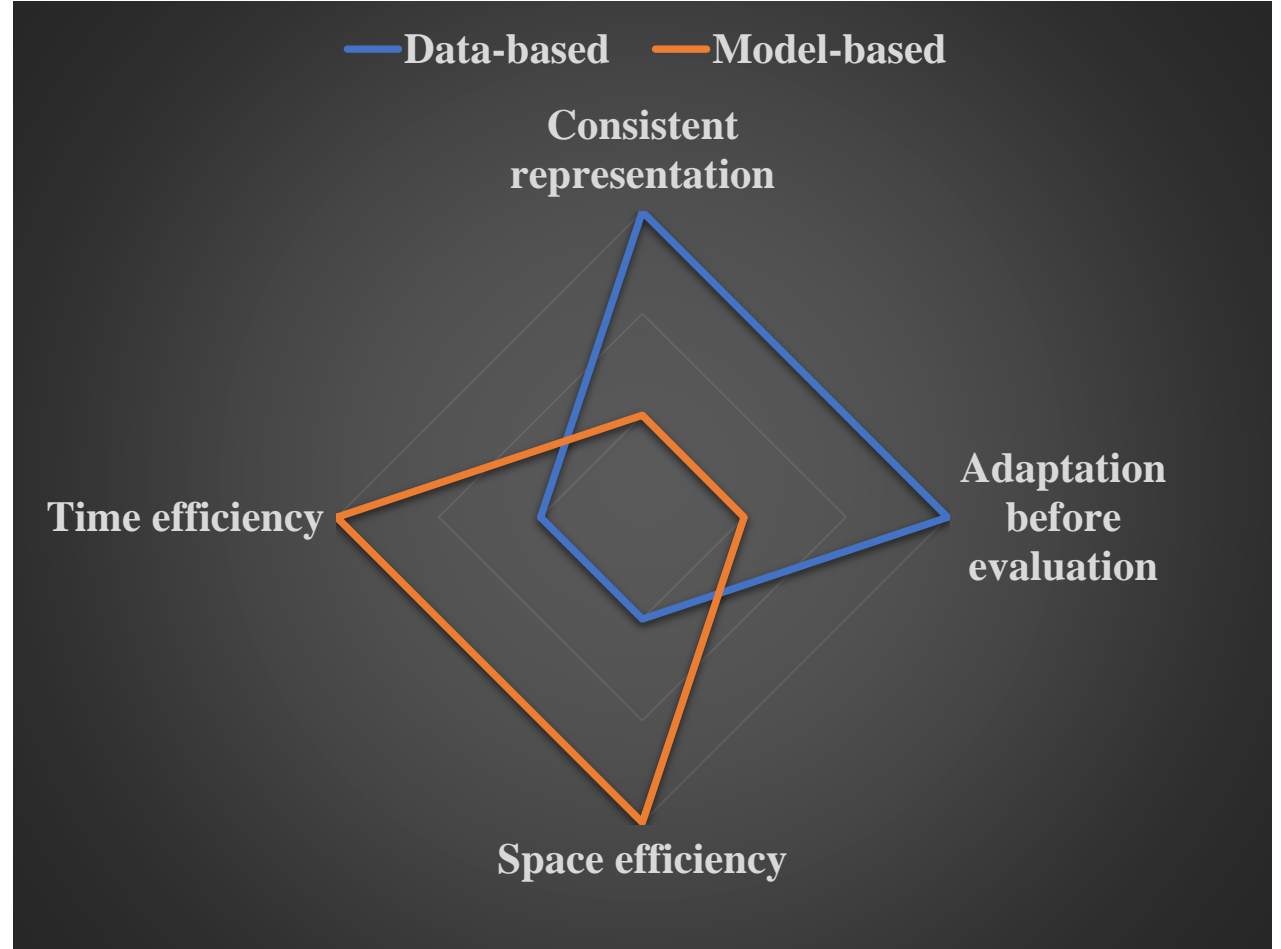 Data-based Model-based
Consistent
representation
Adaptation
before
evaluation
Time efficiency
Space efficiency